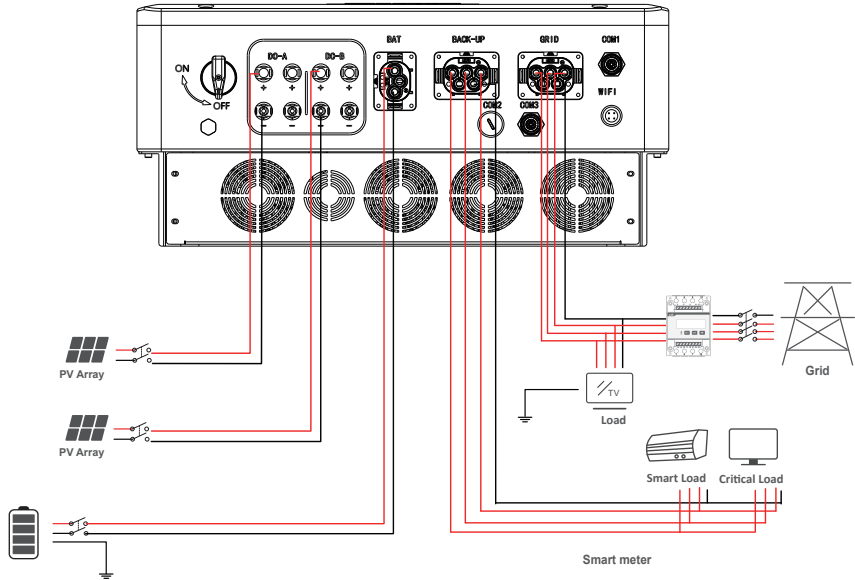 BAT
BACK-UP
GRID
COM1
DC-A
DC-B
ON
OFF
+ + + +
- - - -
COM2
COM3
WIFI
PV Array
Grid
TV
Load
PV Array
Smart Load
Critical Load
Smart meter